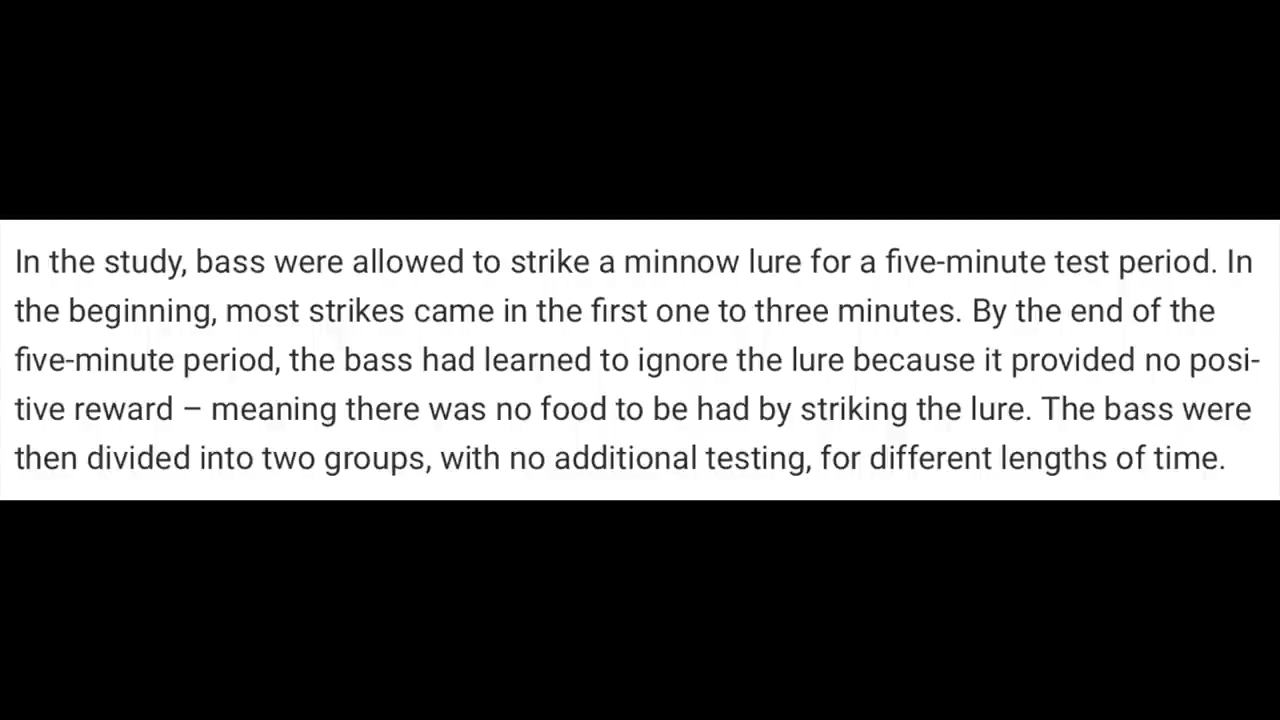 In the study, bass were allowed to strike a minnow lure for a five-minute test period. In
the beginning, most strikes came in the first one to three minutes. By the end of the
five-minute period, the bass had learned to ignore the lure because it provided no posi-
tive reward – meaning there was no food to be had by striking the lure. The bass were
then divided into two groups, with no additional testing, for different lengths of time.